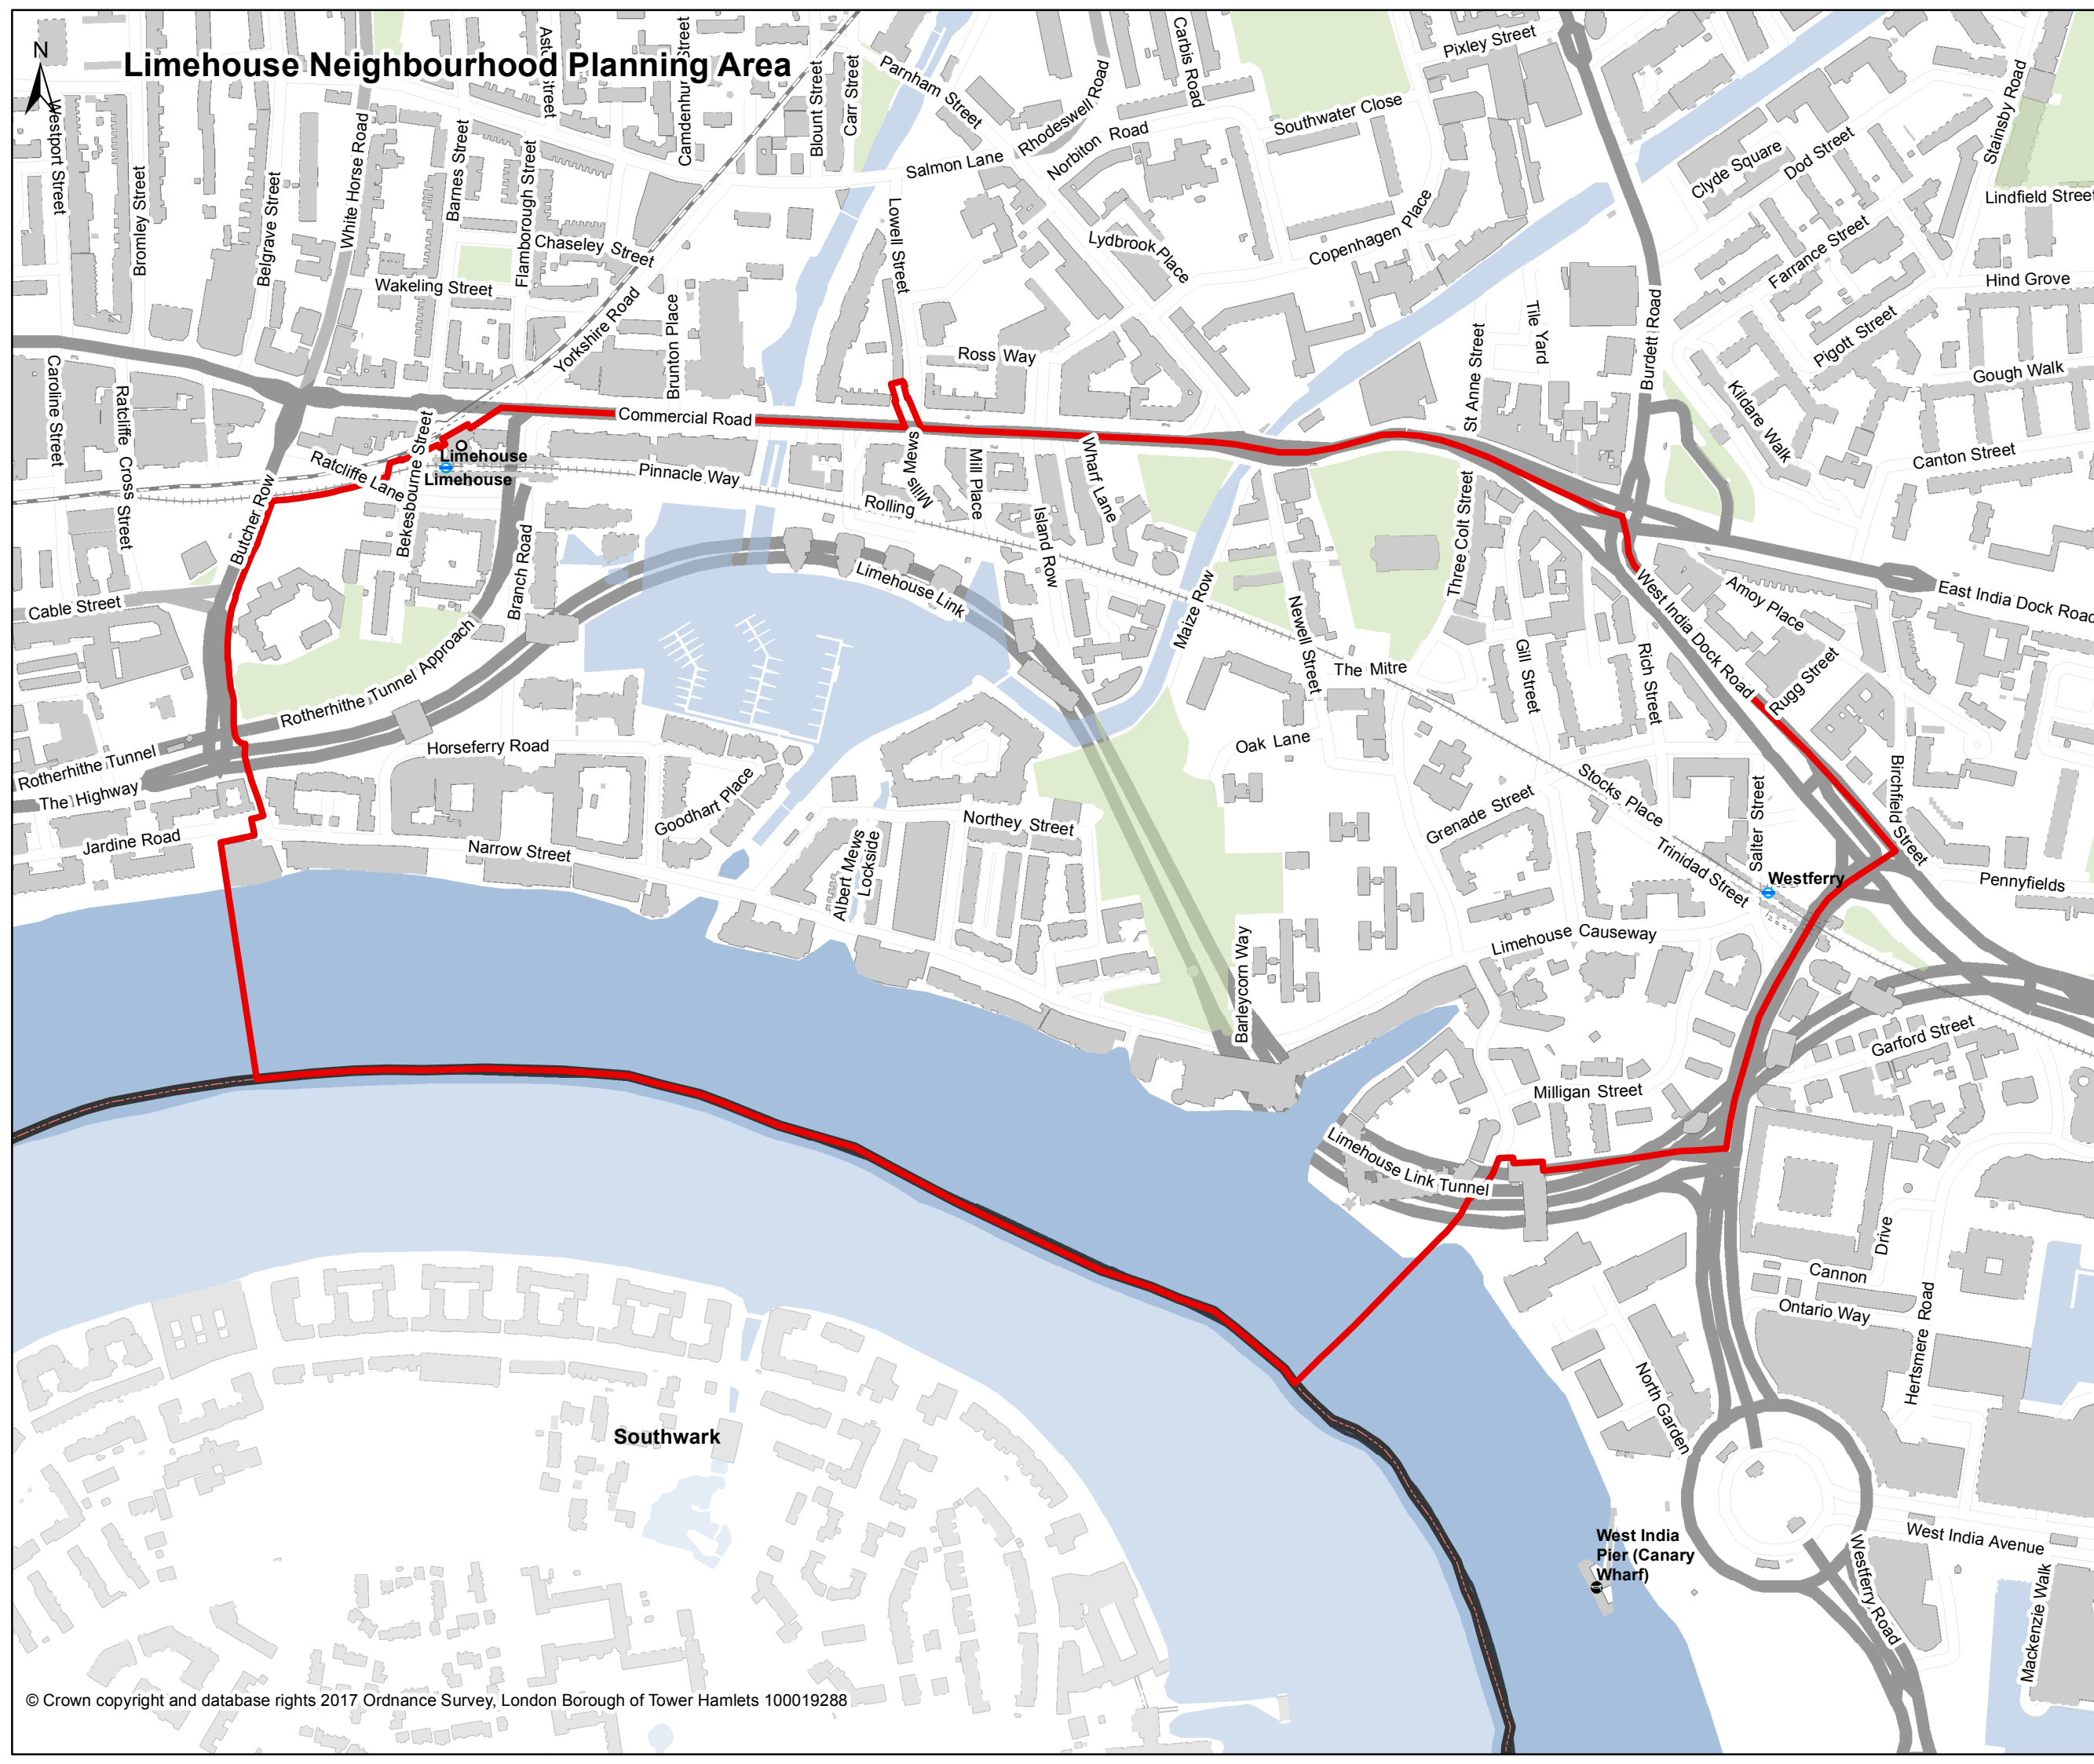 N
Limehouse Neighbourhood Planning Area
Westport Street
Bromley Street
Belgrave Street
White Horse Road
Barnes Street
Flamborough Street
Street
Camdenhur Street
Blount Street
Carr Street
Parnham Street
Rhodeswell Road
Carbis Road
Norbiton Road
Salmon Lane
Southwater Close
Pixley Street
Stainsby Road
Clyde Square
Dod Street
Lindfield Street
Farrance Street
Hind Grove
Pigott Street
Gough Walk
Kildare Walk
Canton Street
Chaseley Street
Wakeling Street
Yorkshire Road
Brunton Place
Lowell Street
Lydbrook Place
Copenhagen Place
Ross Way
St Anne Street
Tile Yard
Burdett Road
Caroline Street
Ratcliffe Cross Street
Butcher Row
Ratcliffe Lane
Bekesbourne Street
Limehouse
Limehouse
Commercial Road
Pinnacle Way
Rolling
Mills Mews
Mill Place
Wharf Lane
Island Row
Maize Row
Newell Street
Three Colt Street
Gill Street
Rich Street
West India Dock Road
Amoy Place
Rugg Street
East India Dock Road
Cable Street
Branch Road
Limehouse Link
The Mitre
Rotherhithe Tunnel Approach
Rotherhithe Tunnel
The Highway
Horseferry Road
Goodhart Place
Jardine Road
Narrow Street
Albert Mews
Lockside
Northey Street
Oak Lane
Grenade Street
Stocks Place
Salter Street
Trinidad Street
Westferry
Birchfield Street
Pennyfields
Limehouse Causeway
Barleycorn Way
Garford Street
Milligan Street
Limehouse Link Tunnel
Drive
Cannon
Ontario Way
Hertsmere Road
North Garden
Southwark
West India
Pier (Canary
Wharf)
West India Avenue
Westferry Road
Mackenzie Walk
© Crown copyright and database rights 2017 Ordnance Survey, London Borough of Tower Hamlets 100019288